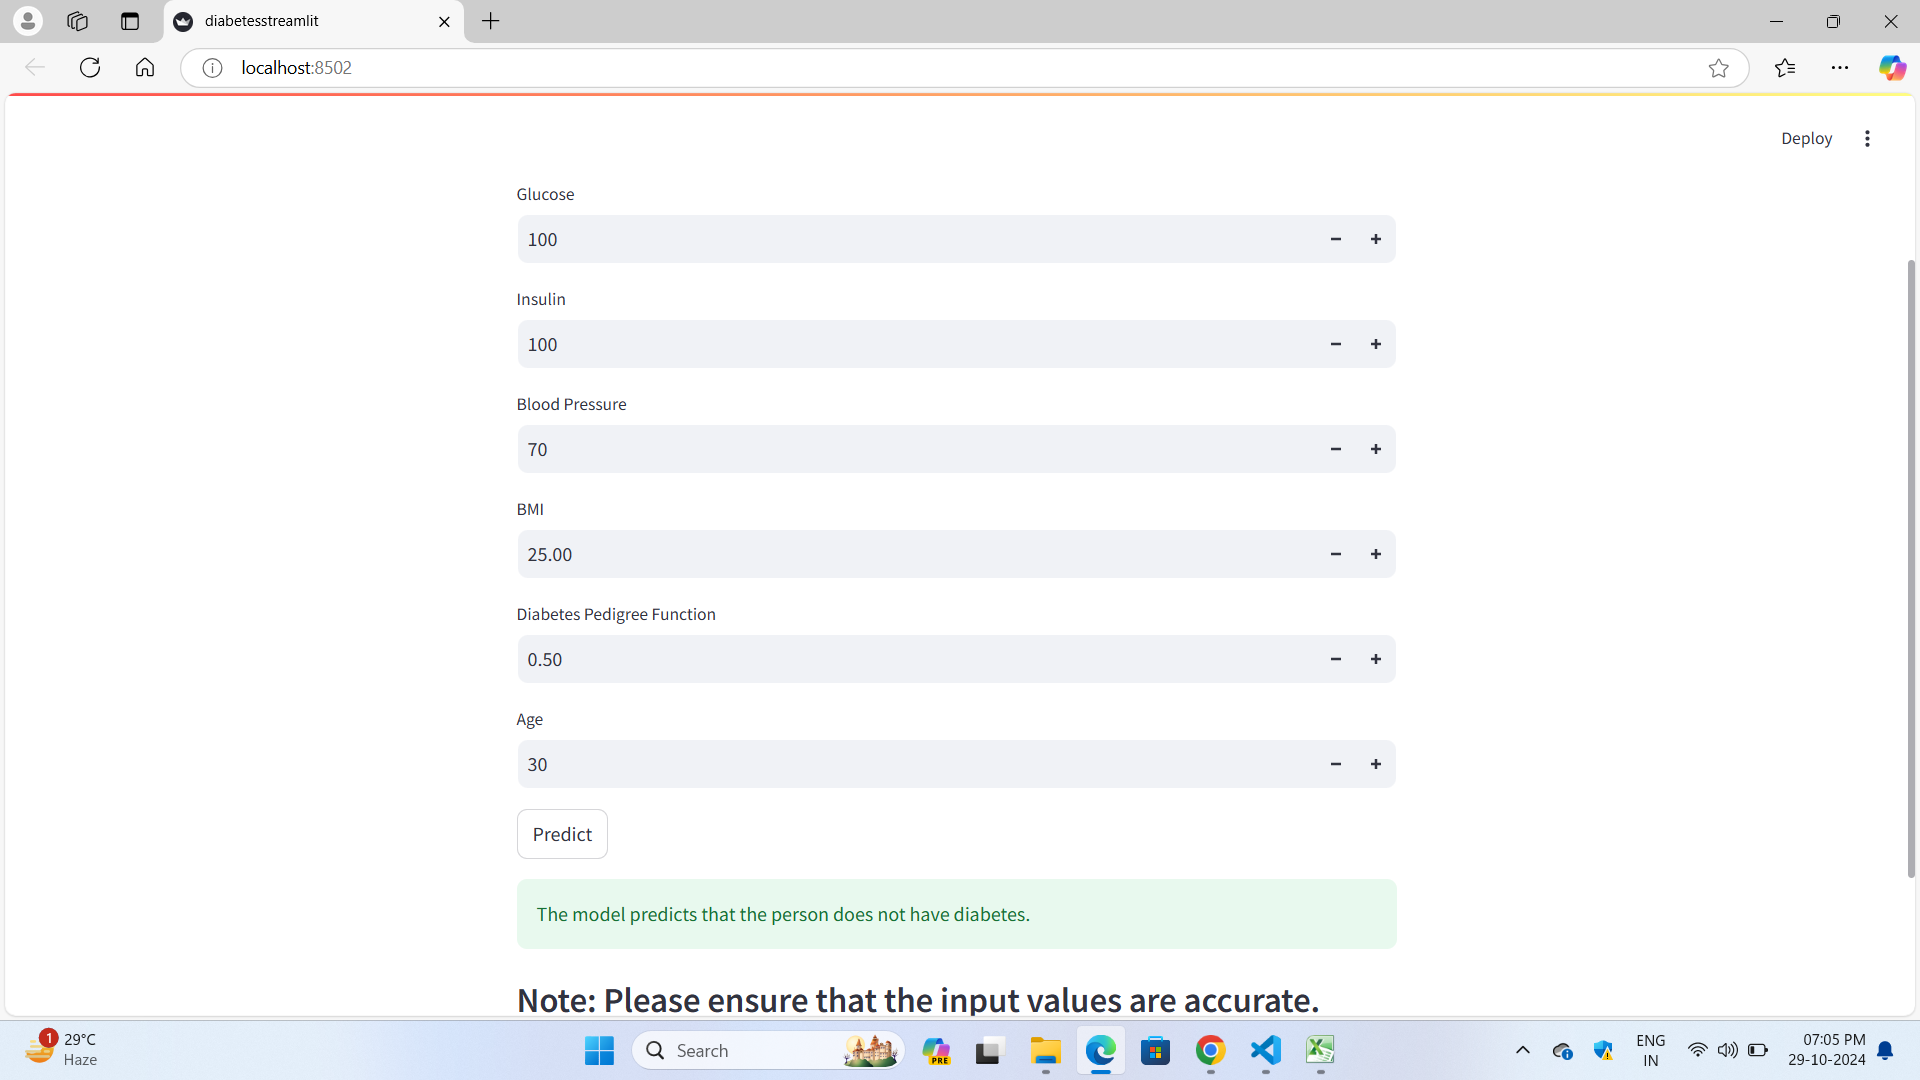 diabetesstreamlit
localhost:8502
Deploy
Glucose
100
Insulin
100
Blood Pressure
70
BMI
25.00
Diabetes Pedigree Function
0.50
Age
30
Predict
The model predicts that the person does not have diabetes.
Note: Please ensure that the input values are accurate.
1
29°C
Haze
Search
PRE
ENG
IN
07:05 PM
29-10-2024